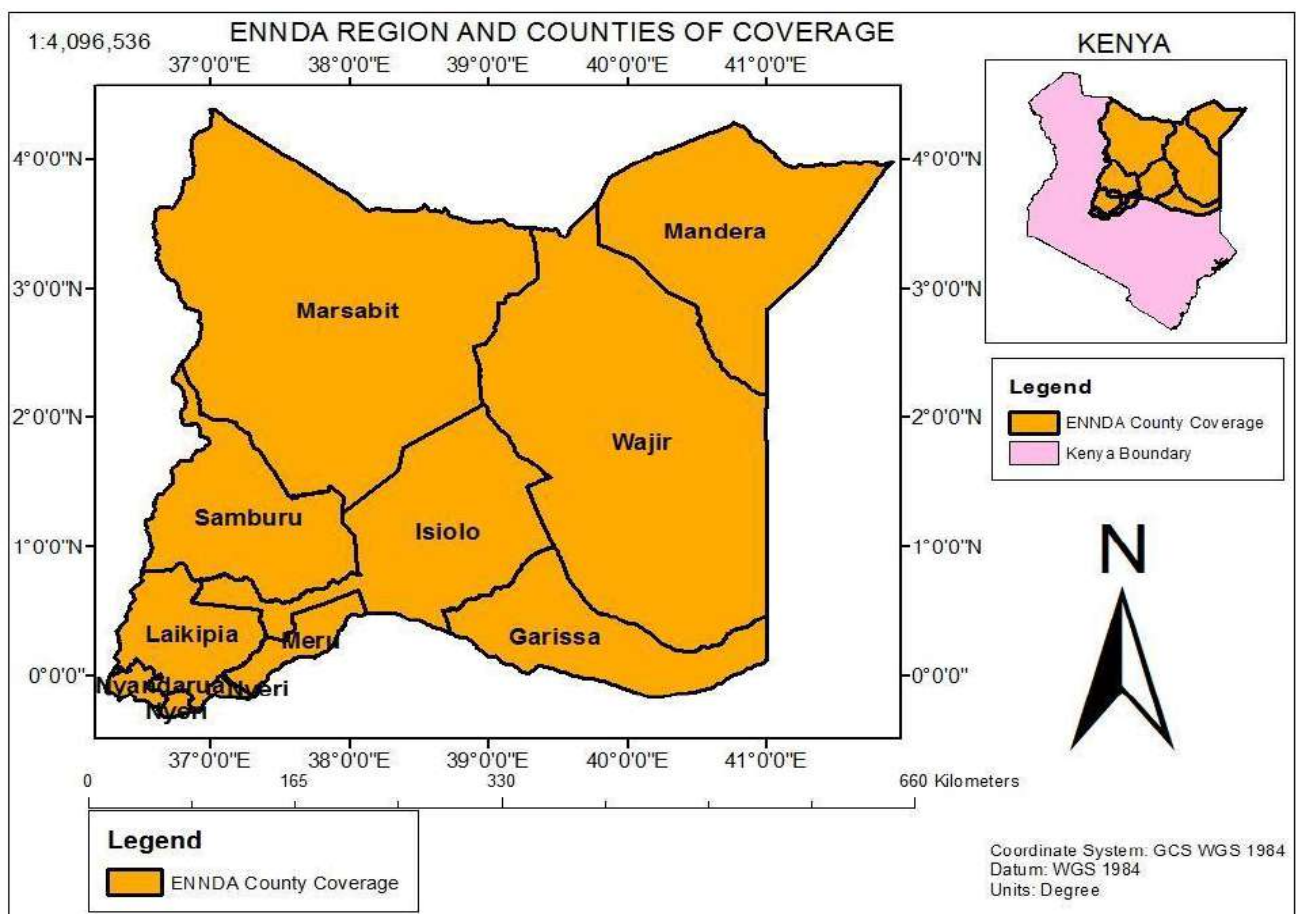 ENNDA REGION AND COUNTIES OF COVERAGE
1:4,096,536
37°0'0"E 38°0'0"E 39°0'0"E 40°0'0"E 41°0'0"E
KENYA
4°0'0"N 4°0'0"N
Mandera
3°0'0"N 3°0'0"N
Marsabit
Legend
ENNDA County Coverage
Kenya Boundary
2°0'0"N 2°0'0"N
Wajir
Samburu
Isiolo
1°0'0"N 1°0'0"N
N
Laikipia
Meru
Garissa
0°0'0" 0°0'0"
Nyandarua
Nyeri
Nyeri
37°0'0"E 38°0'0"E 39°0'0"E 40°0'0"E 41°0'0"E
0 165 330 660 Kilometers
Legend
ENNDA County Coverage
Coordinate System: GCS WGS 1984
Datum: WGS 1984
Units: Degree